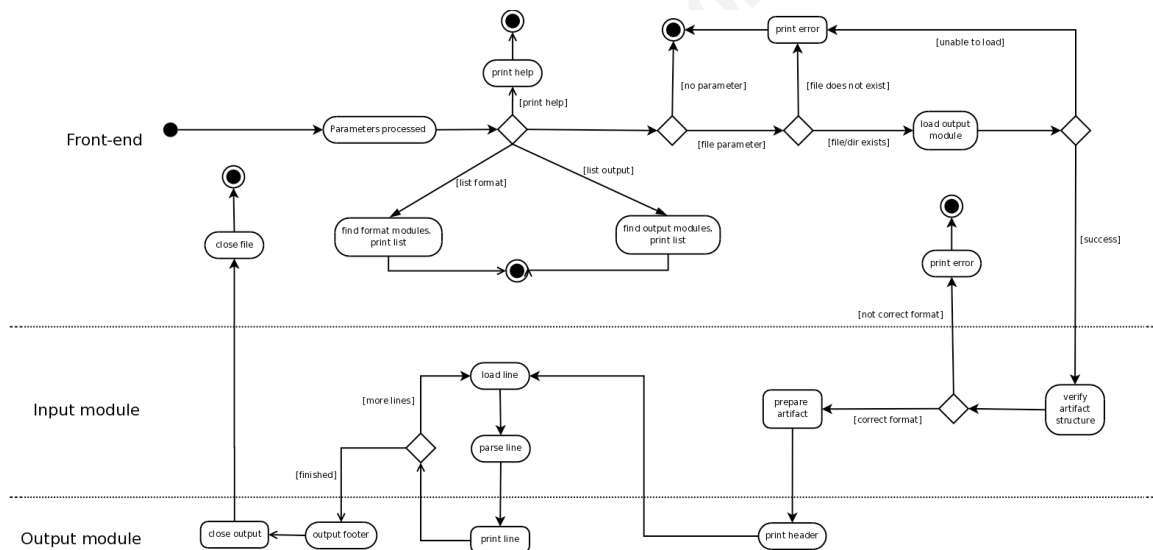 print error
[unable to load]
print help
[no parameter]
[file does not exist]
[print help]
Front-end
Parameters processed
load output
module
[file parameter]
[file/dir exists]
[list output]
[list format]
find format modules,
print list
find output modules,
print list
close file
[success]
print error
[not correct format]
load line
[more lines]
Input module
prepare
artifact
verify
artifact
structure
[correct format]
parse line
[finished]
Output module
close output
output footer
print line
print header